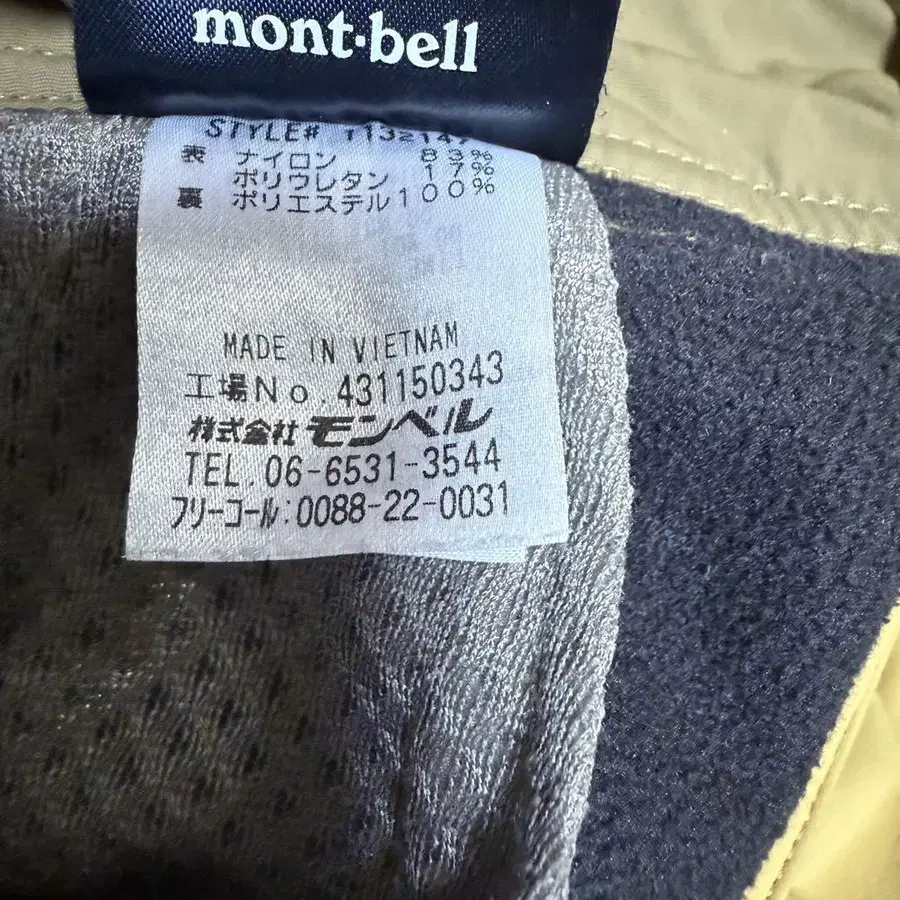 mont·bell
STYLE#
表 ナイロン 83%
ポリウレタン 17%
裏 ポリエステル100%
MADE IN VIETNAM
工場No.431150343
株式会社モンベル
TEL.06-6531-3544
フリーコール:0088-22-0031